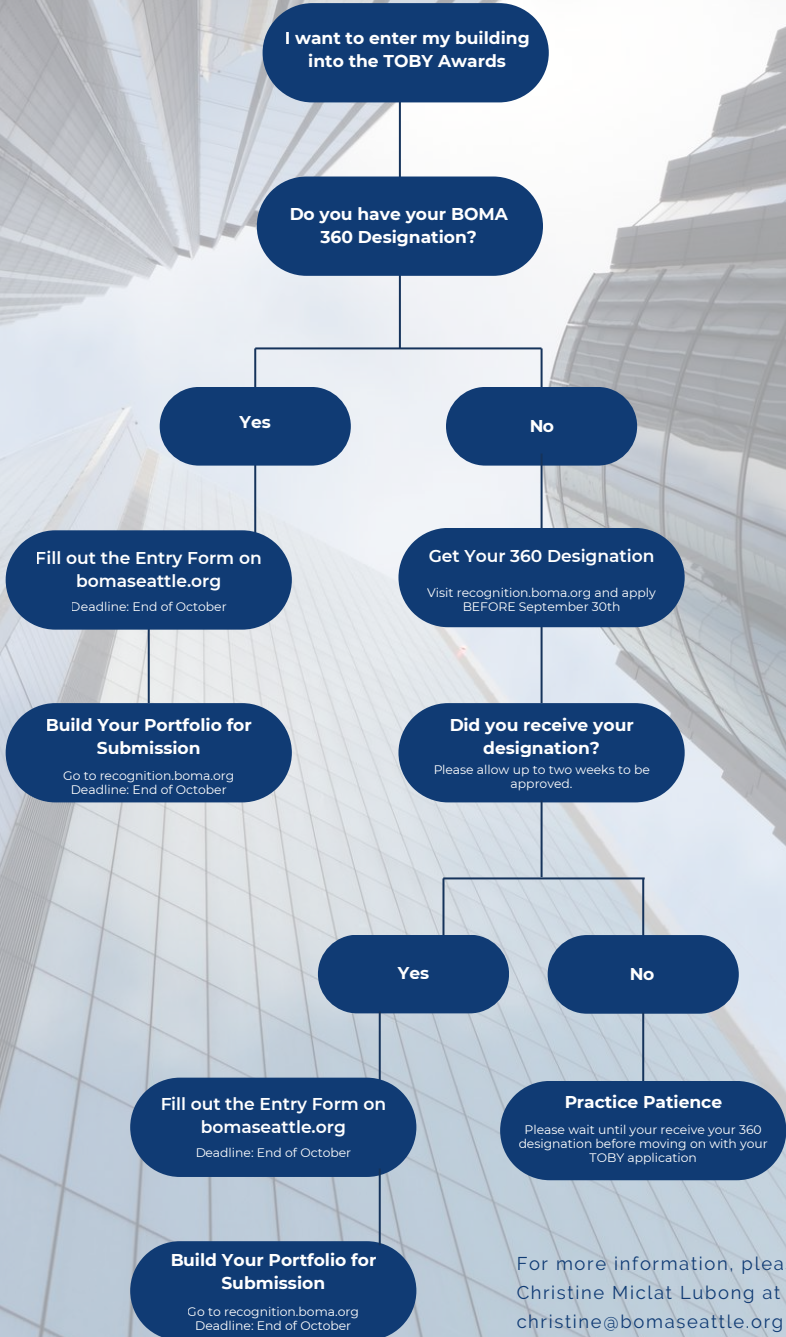 I want to enter my building
into the TOBY Awards
Do you have your BOMA
360 Designation?
Yes
No
Fill out the Entry Form on
bomaseattle.org
Deadline: End of October
Get Your 360 Designation
Visit recognition.boma.org and apply
BEFORE September 30th
Build Your Portfolio for
Submission
Go to recognition.boma.org
Deadline: End of October
Did you receive your
designation?
Please allow up to two weeks to be
approved.
Yes
No
Fill out the Entry Form on
bomaseattle.org
Deadline: End of October
Practice Patience
Please wait until your receive your 360
designation before moving on with your
TOBY application
Build Your Portfolio for
Submission
Go to recognition.boma.org
Deadline: End of October
For more information, plea
Christine Miclat Lubong at
christine@bomaseattle.org